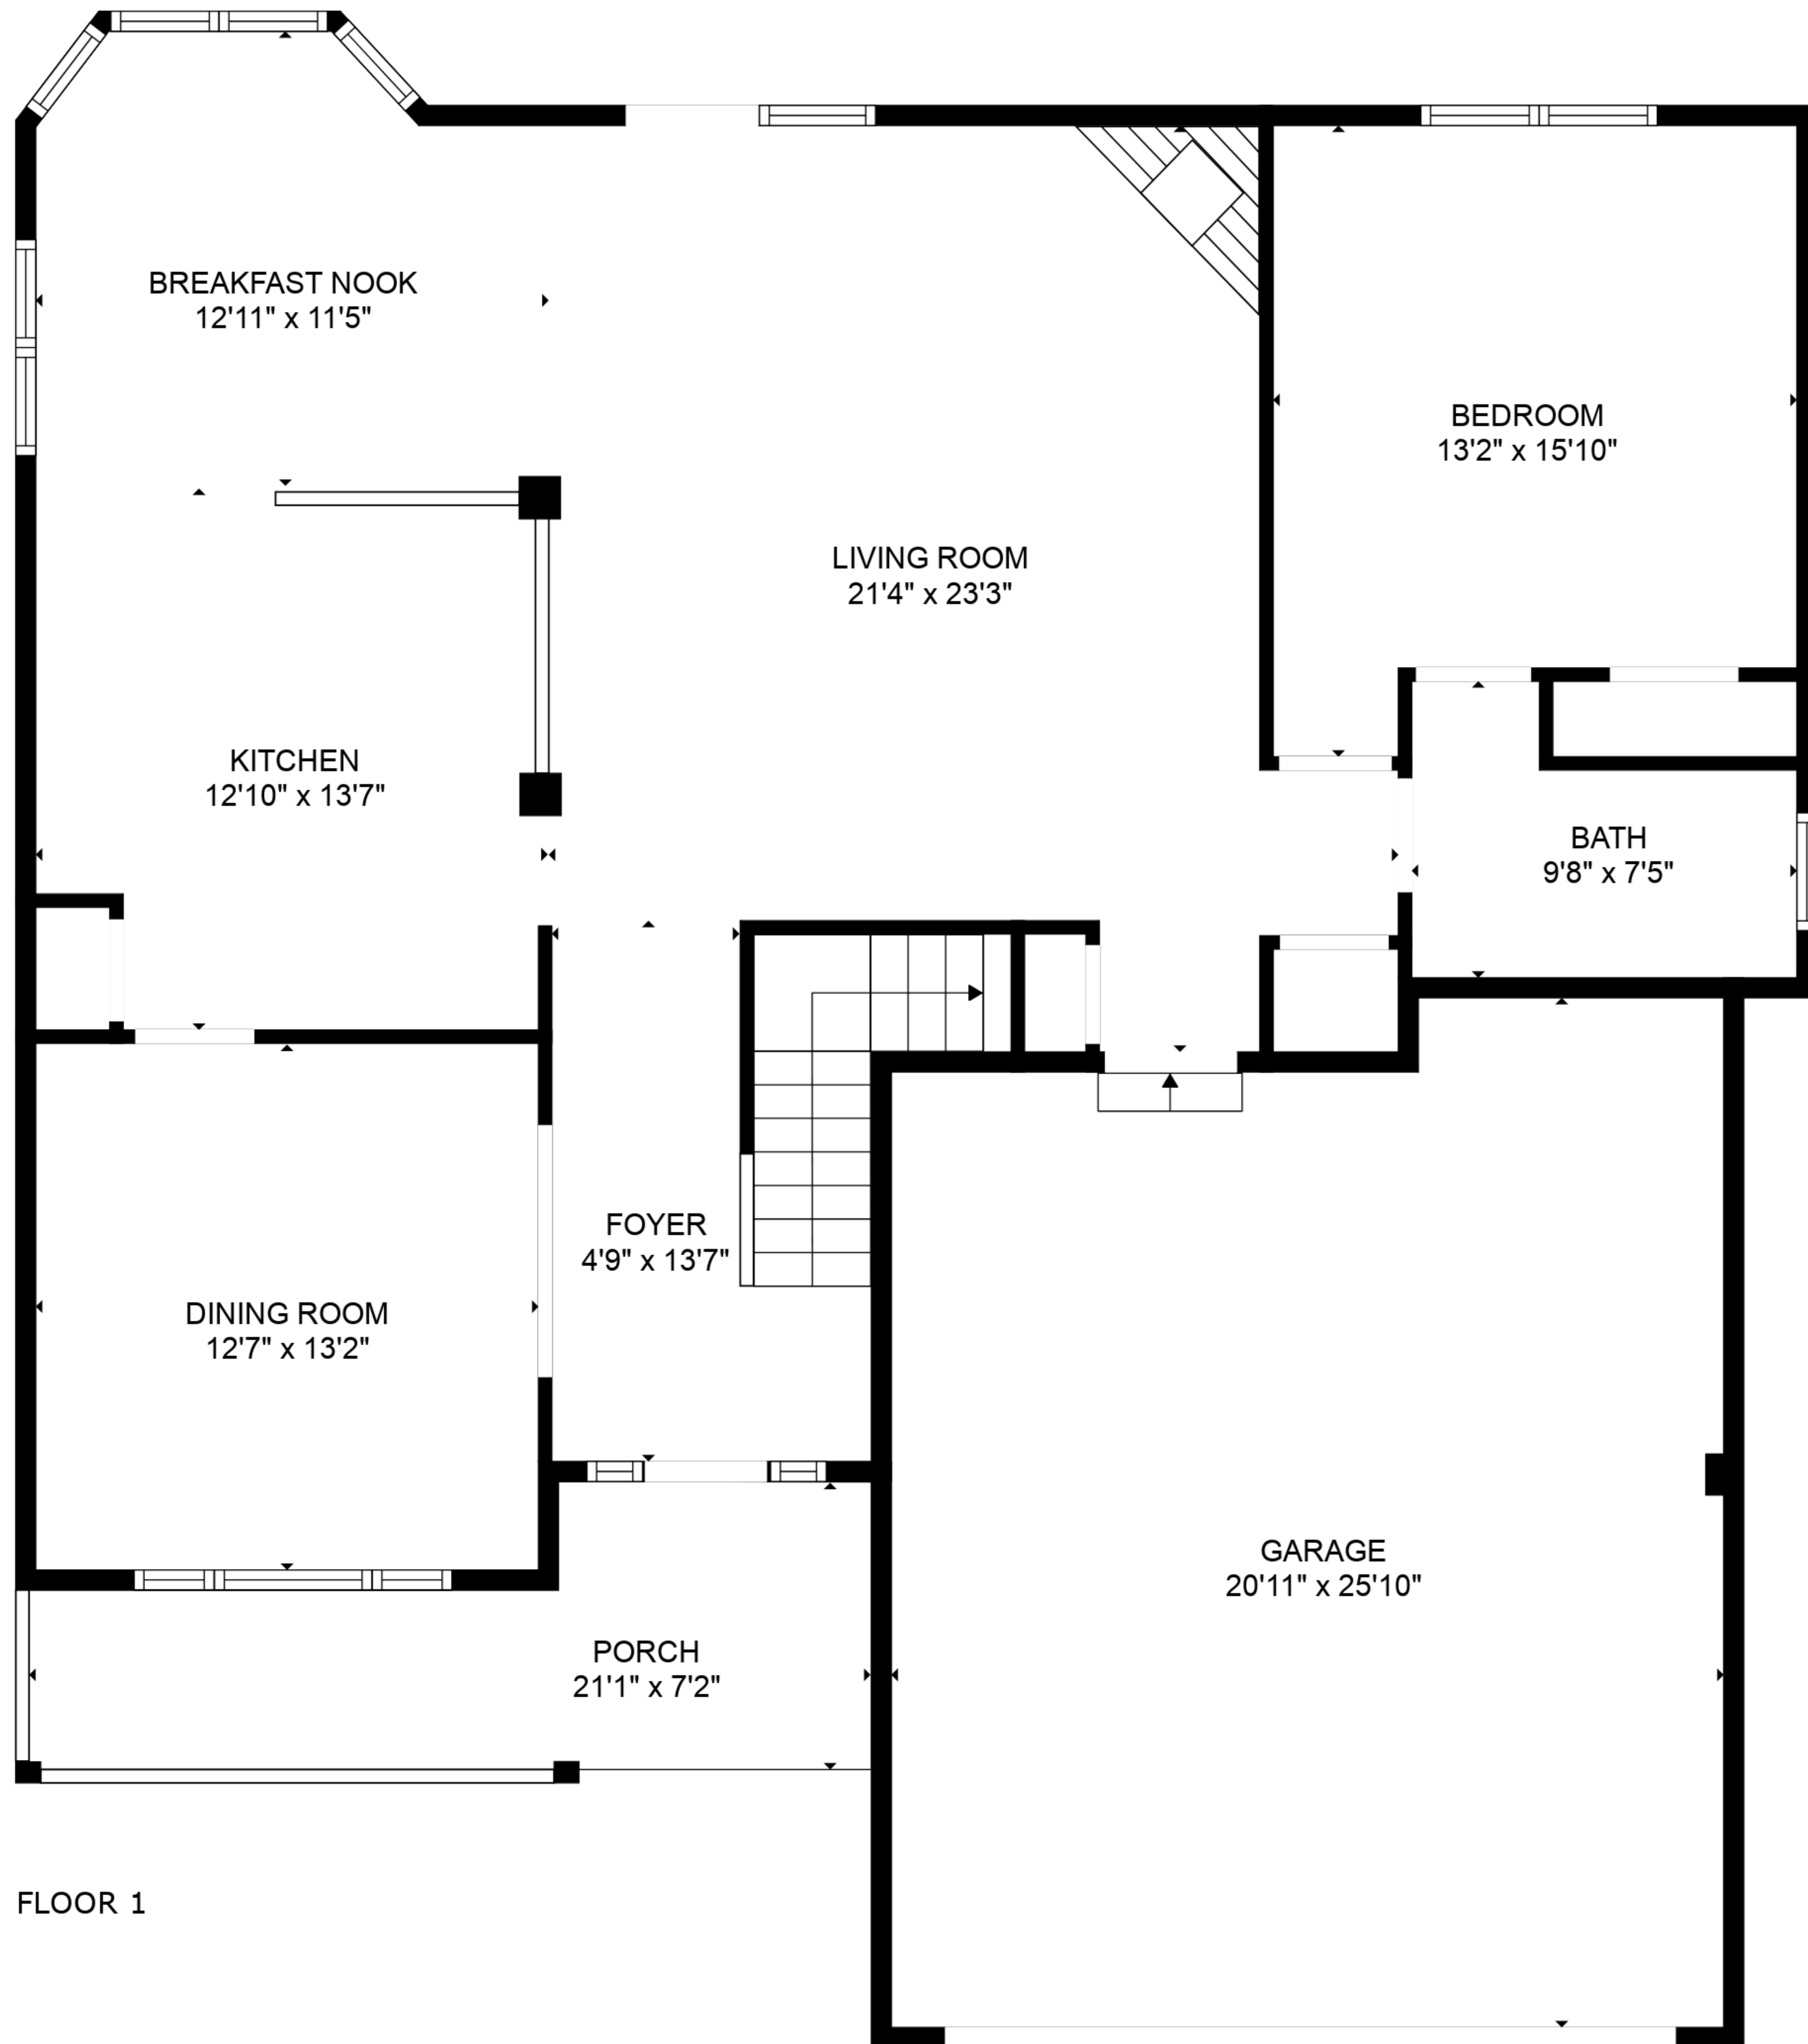 BREAKFAST NOOK
12'11" x 11'5"
BEDROOM
13'2" x 15'10"
LIVING ROOM
21'4" x 23'3"
KITCHEN
12'10" x 13'7"
BATH
9'8" x 7'5"
FOYER
4'9" x 13'7"
DINING ROOM
12'7" x 13'2"
GARAGE
20'11" x 25'10"
PORCH
21'1" x 7'2"
FLOOR 1